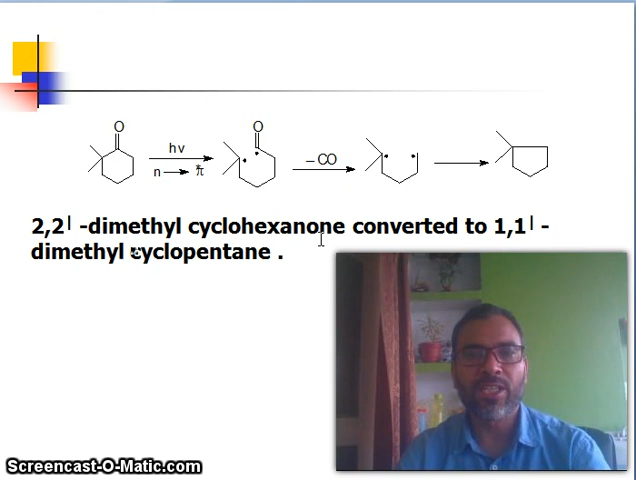 O O
hν
n → π*
– CO
2,2| -dimethyl cyclohexanone converted to 1,1| -
dimethyl cyclopentane .
Screencast-O-Matic.com